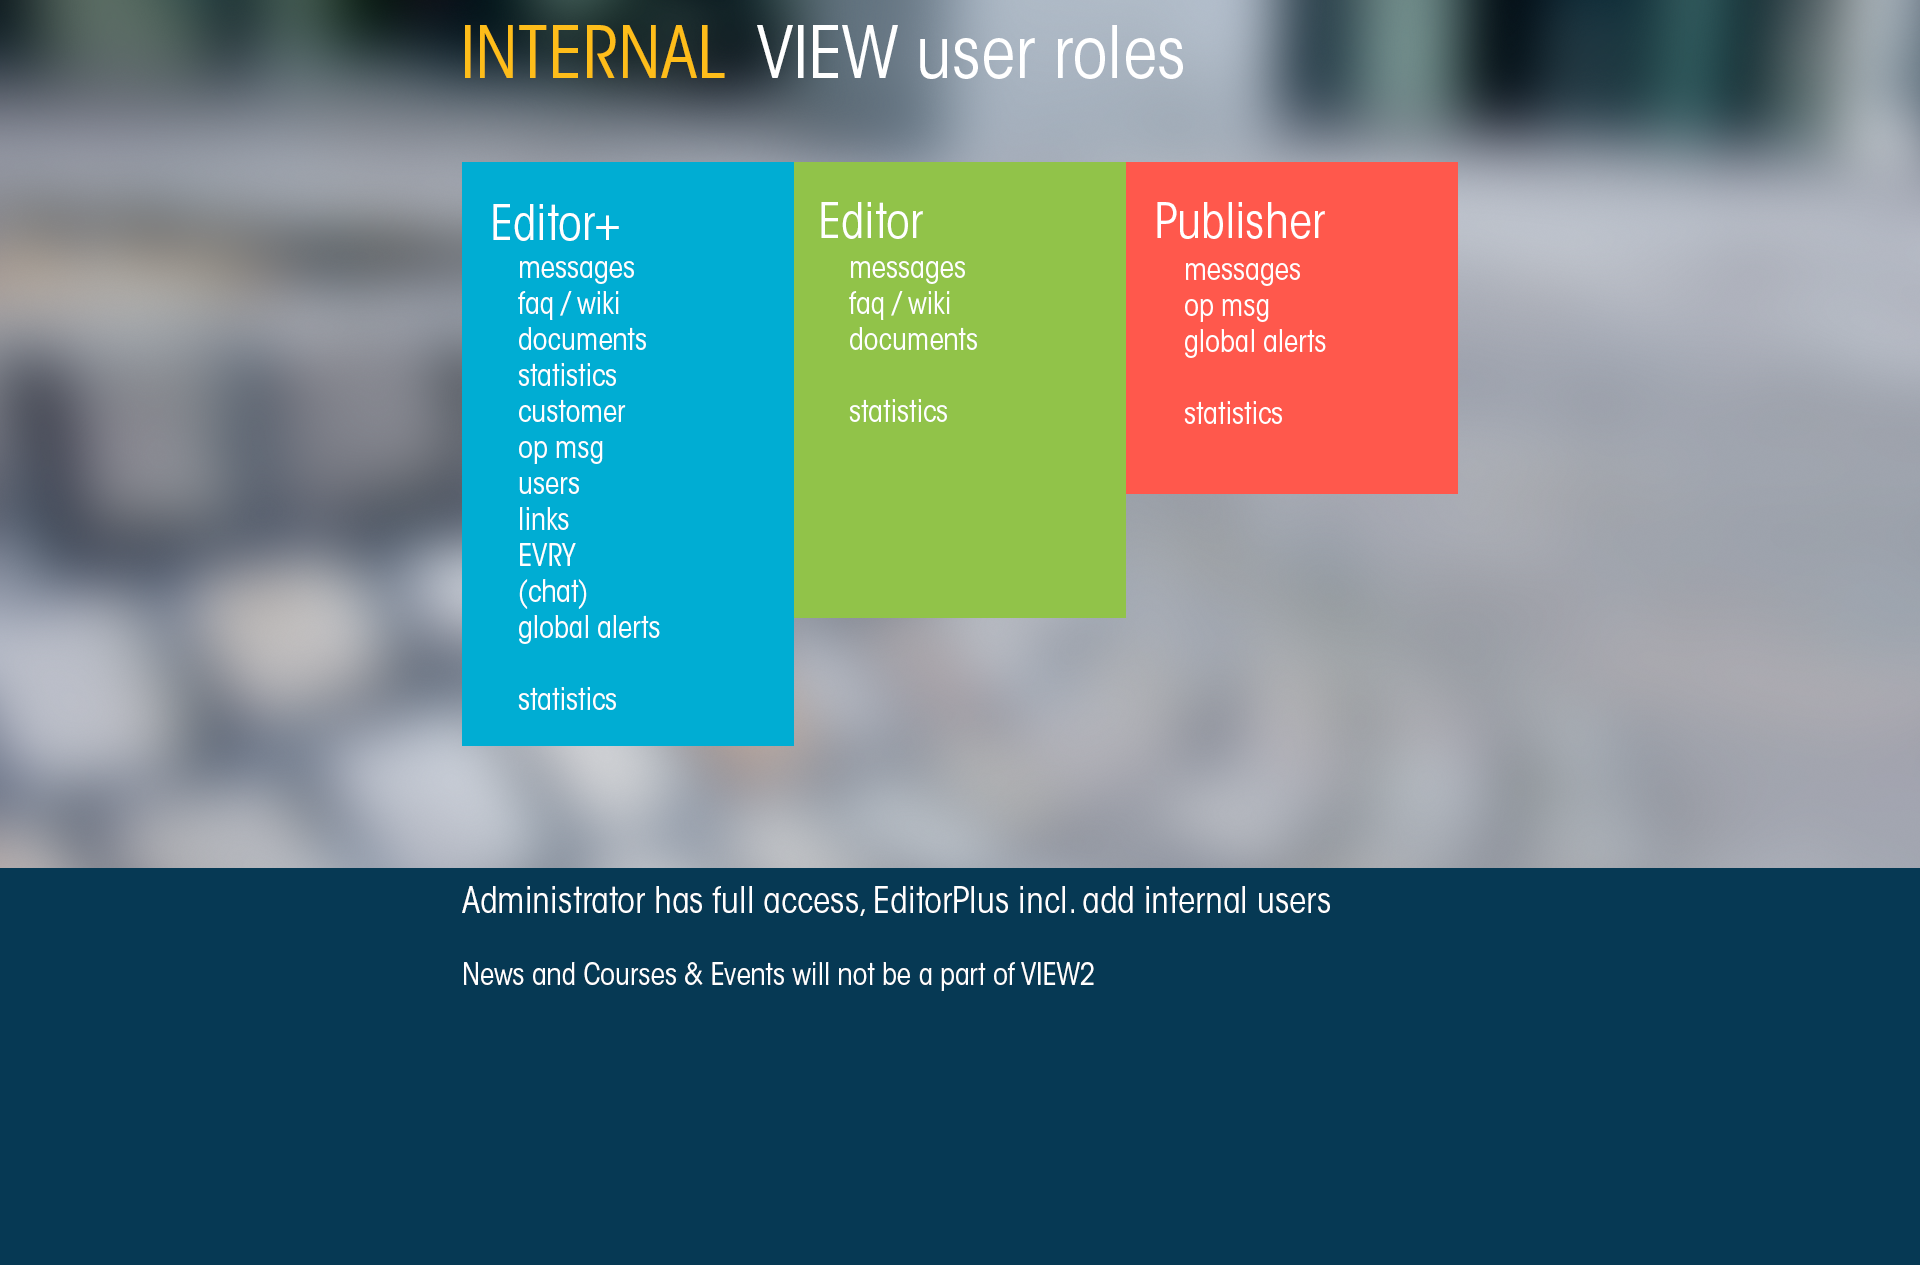 INTERNAL VIEW user roles
Editor+
messages
faq / wiki
documents
statistics
customer
op msg
users
links
EVRY
(chat)
global alerts
statistics
Editor
messages
faq / wiki
documents
statistics
Publisher
messages
op msg
global alerts
statistics
Administrator has full access, EditorPlus incl. add internal users
News and Courses & Events will not be a part of VIEW2